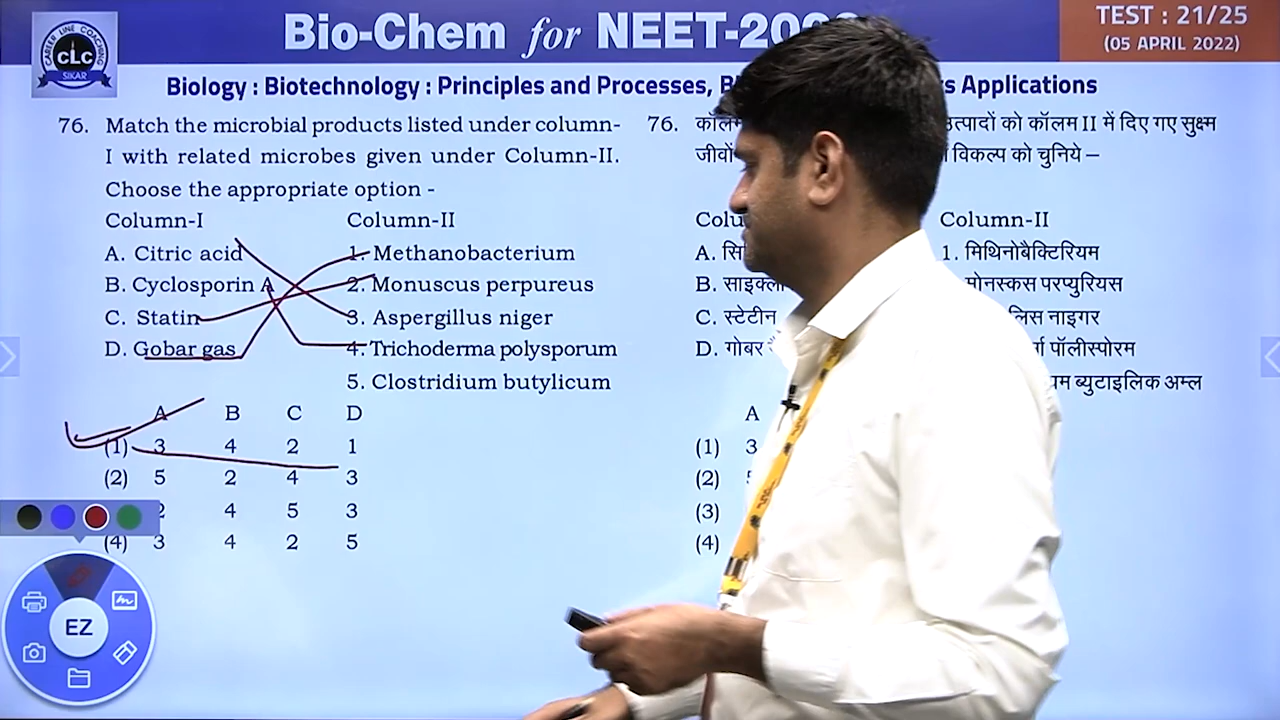 CAREER LINE COACHING
CLC
SIKAR
Bio-Chem for NEET-20
TEST : 21/25
(05 APRIL 2022)
Biology : Biotechnology : Principles and Processes, B Applications
76. Match the microbial products listed under column-
I with related microbes given under Column-II.
Choose the appropriate option -
Column-I Column-II
A. Citric acid 1. Methanobacterium
B. Cyclosporin A 2. Monuscus perpureus
C. Statin 3. Aspergillus niger
D. Gobar gas 4. Trichoderma polysporum
5. Clostridium butylicum
A B C D
(1) 3 4 2 1
(2) 5 2 4 3
2 4 5 3
(4) 3 4 2 5
EZ
76. कॉलम उत्पादों को कॉलम II में दिए गए सुक्ष्म
जीवों विकल्प को चुनिये –
Colu Column-II
A. सि 1. मिथिनोबैक्टिरियम
B. साइक्लो मोनस्कस परप्युरियस
C. स्टेटीन लिस नाइगर
D. गोबर पॉलीस्पोरम
यम ब्युटाइलिक अम्ल
A
(1) 3
(2)
(3)
(4)